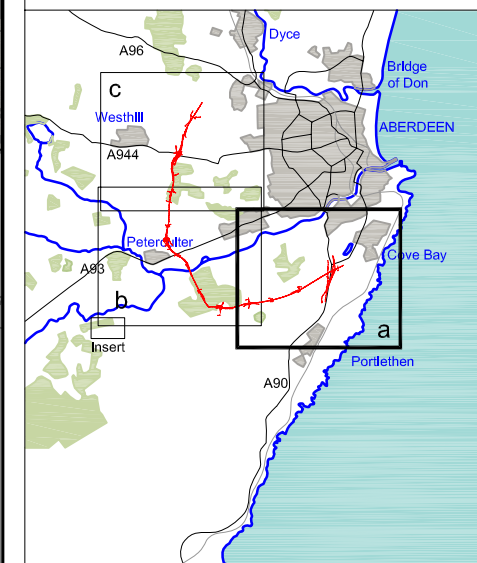 Dyce
A96
Bridge
of Don
c
Westhill
ABERDEEN
A944
Peterculter
Cove Bay
A93
b
a
Insert
Portlethen
A90